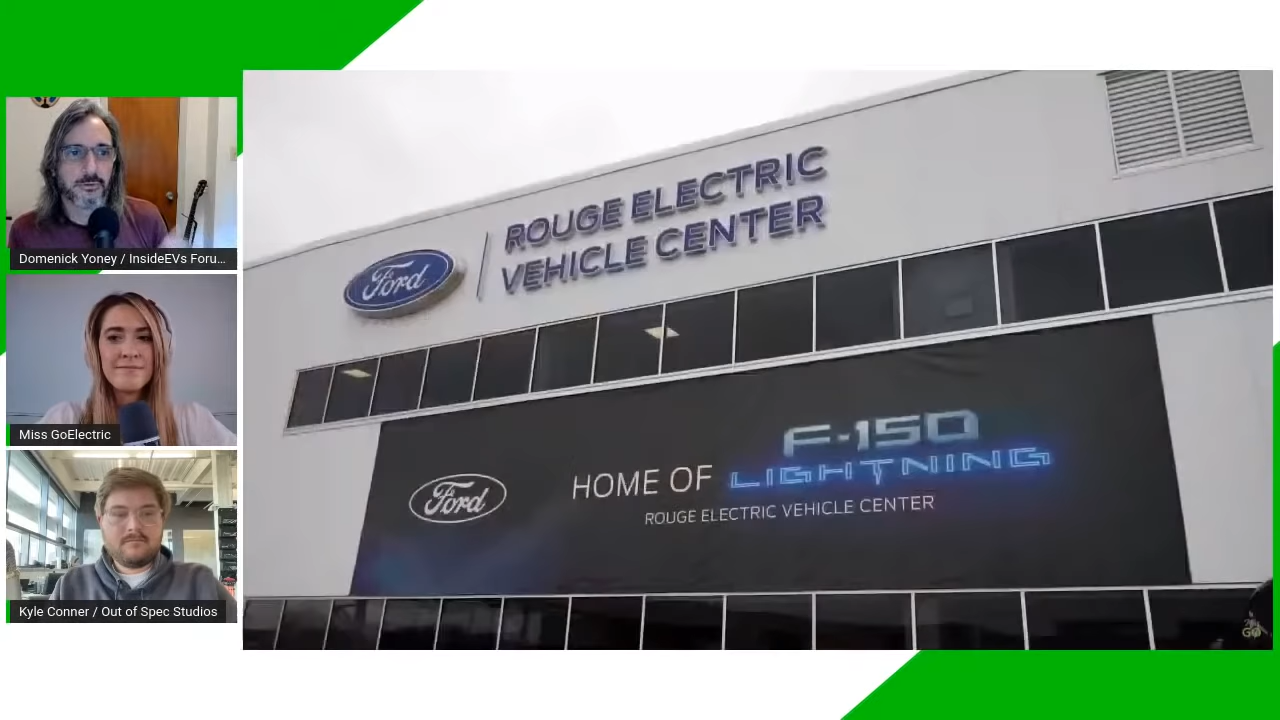 Domenick Yoney / InsideEVs Foru...
Miss GoElectric
Kyle Conner / Out of Spec Studios
Ford
ROUGE ELECTRIC
VEHICLE CENTER
Ford
HOME OF F-150
LIGHTNING
ROUGE ELECTRIC VEHICLE CENTER
GO